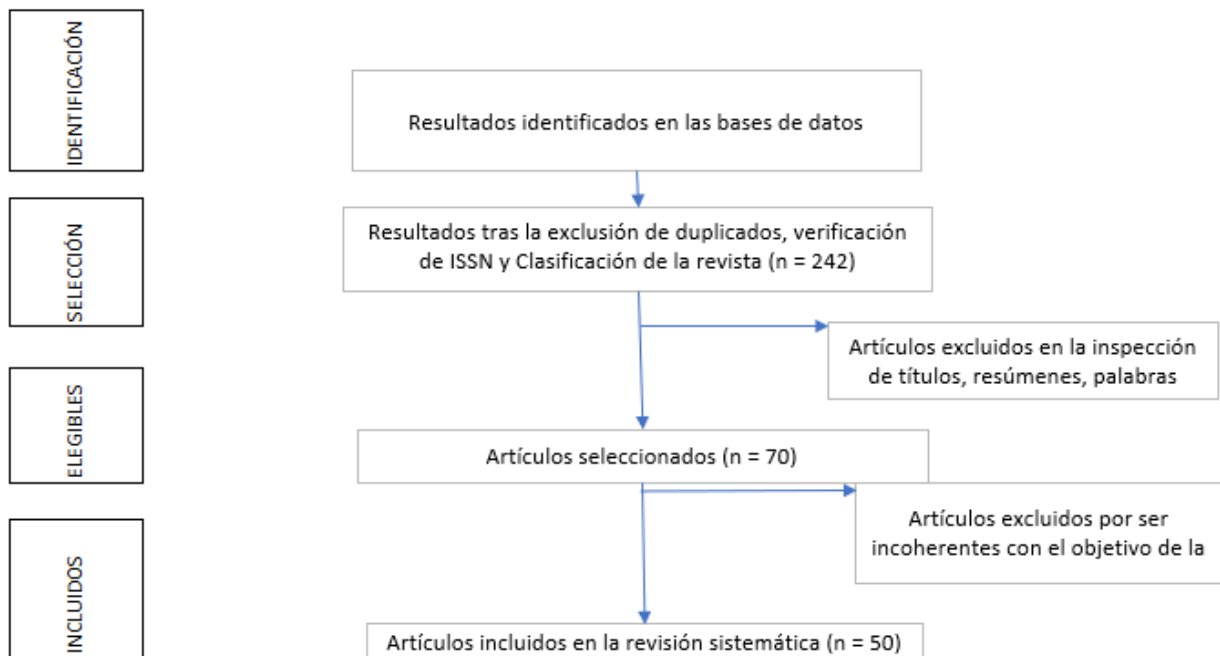 IDENTIFICACIÓN
Resultados identificados en las bases de datos
SELECCIÓN
Resultados tras la exclusión de duplicados, verificación
de ISSN y Clasificación de la revista (n = 242)
Artículos excluidos en la inspección
de títulos, resúmenes, palabras
ELEGIBLES
Artículos seleccionados (n = 70)
Artículos excluidos por ser
incoherentes con el objetivo de la
INCLUIDOS
Artículos incluidos en la revisión sistemática (n = 50)